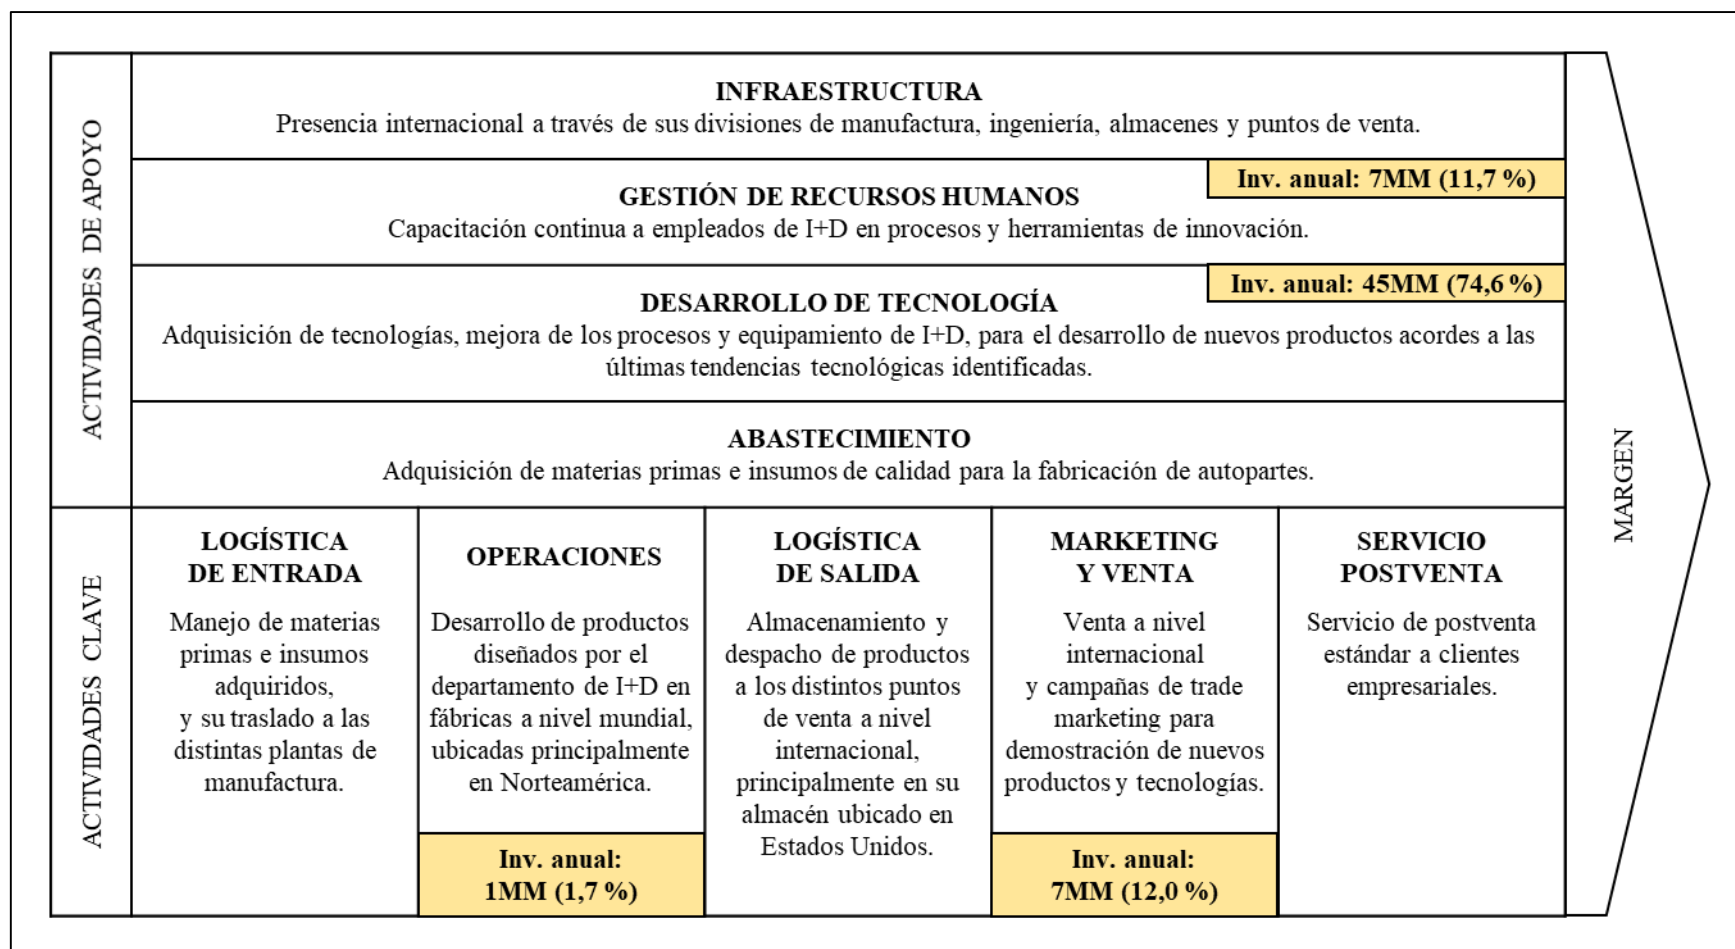 ACTIVIDADES DE APOYO
INFRAESTRUCTURA
Presencia internacional a través de sus divisiones de manufactura, ingeniería, almacenes y puntos de venta.
Inv. anual: 7MM (11,7 %)
GESTIÓN DE RECURSOS HUMANOS
Capacitación continua a empleados de I+D en procesos y herramientas de innovación.
Inv. anual: 45MM (74,6 %)
DESARROLLO DE TECNOLOGÍA
Adquisición de tecnologías, mejora de los procesos y equipamiento de I+D, para el desarrollo de nuevos productos acordes a las
últimas tendencias tecnológicas identificadas.
ABASTECIMIENTO
Adquisición de materias primas e insumos de calidad para la fabricación de autopartes.
ACTIVIDADES CLAVE
LOGÍSTICA
DE ENTRADA
Manejo de materias
primas e insumos
adquiridos,
y su traslado a las
distintas plantas de
manufactura.
OPERACIONES
Desarrollo de productos
diseñados por el
departamento de I+D en
fábricas a nivel mundial,
ubicadas principalmente
en Norteamérica.
Inv. anual:
1MM (1,7 %)
LOGÍSTICA
DE SALIDA
Almacenamiento y
despacho de productos
a los distintos puntos
de venta a nivel
internacional,
principalmente en su
almacén ubicado en
Estados Unidos.
MARKETING
Y VENTA
Venta a nivel
internacional
y campañas de trade
marketing para
demostración de nuevos
productos y tecnologías.
Inv. anual:
7MM (12,0 %)
SERVICIO
POSTVENTA
Servicio de postventa
estándar a clientes
empresariales.
MARGEN